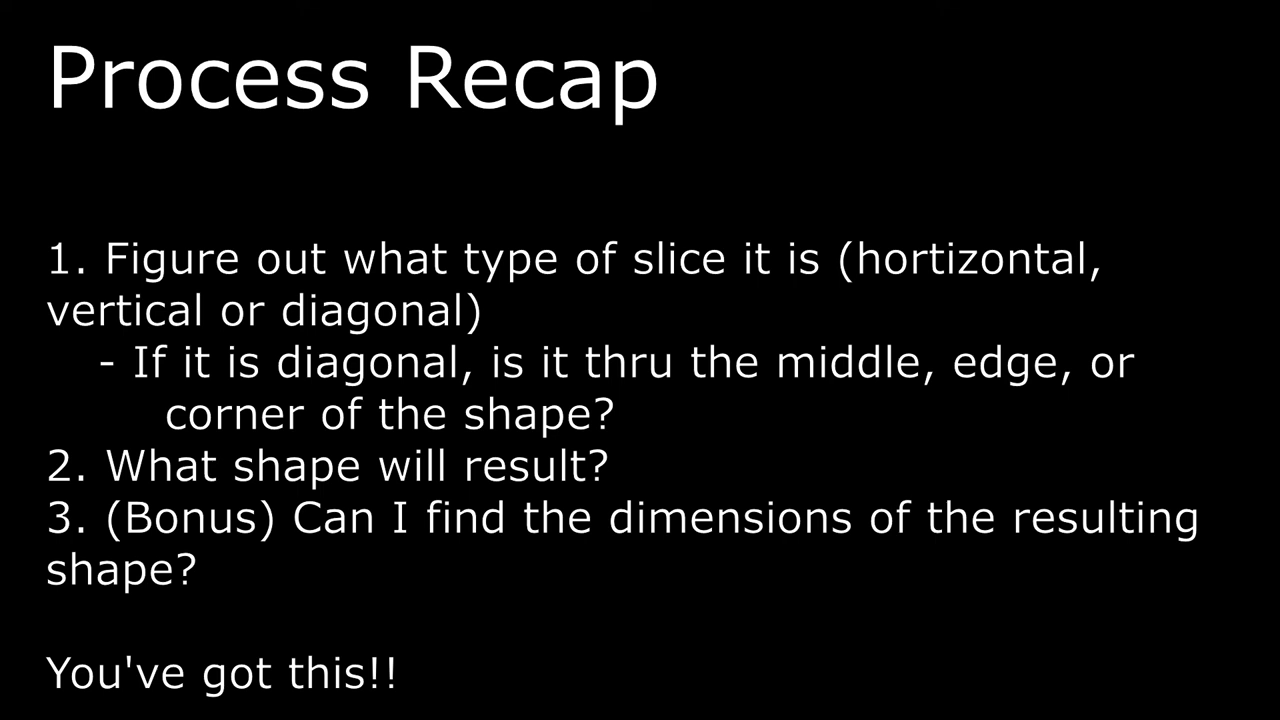 Process Recap
1. Figure out what type of slice it is (hortizontal,
vertical or diagonal)
- If it is diagonal, is it thru the middle, edge, or
corner of the shape?
2. What shape will result?
3. (Bonus) Can I find the dimensions of the resulting
shape?
You've got this!!